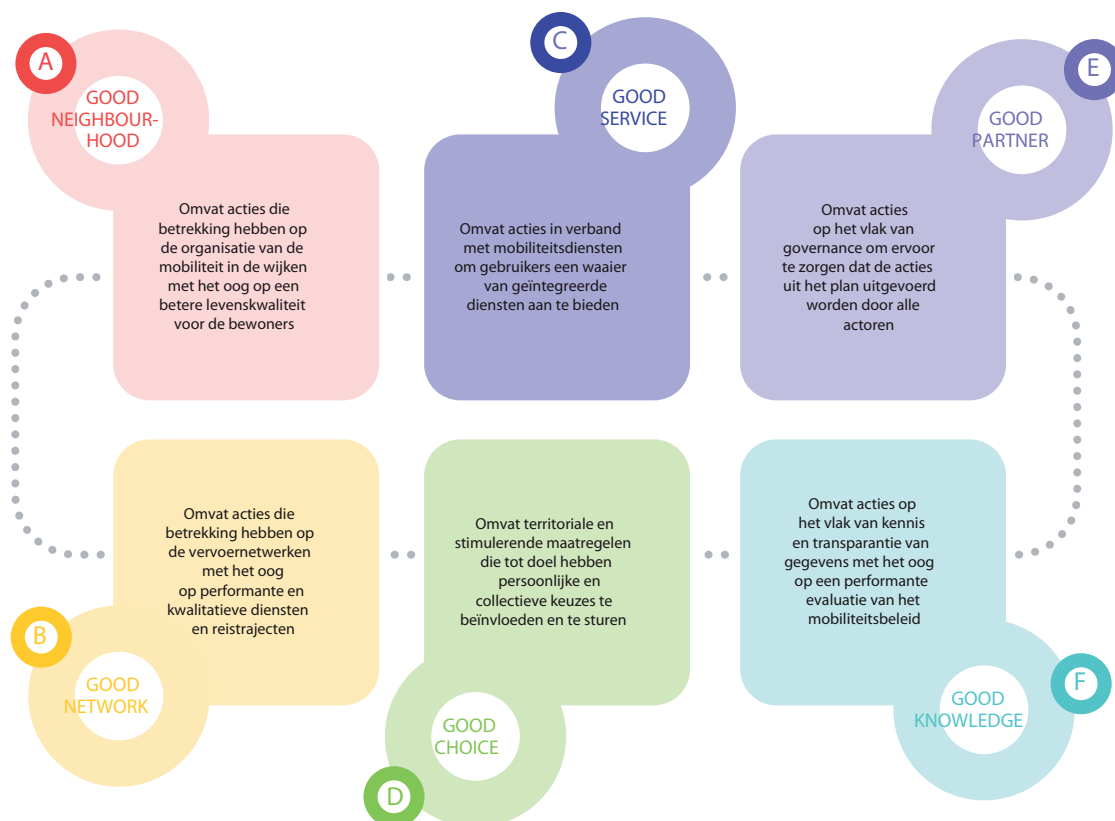 A
GOOD
NEIGHBOUR-
HOOD
Omvat acties die
betrekking hebben op
de organisatie van de
mobiliteit in de wijken
met het oog op een
betere levenskwaliteit
voor de bewoners
C
GOOD
SERVICE
Omvat acties in verband
met mobiliteitsdiensten
om gebruikers een waaier
van geïntegreerde
diensten aan te bieden
E
GOOD
PARTNER
Omvat acties
op het vlak van
governance om ervoor
te zorgen dat de acties
uit het plan uitgevoerd
worden door alle
actoren
Omvat acties die
betrekking hebben op
de vervoernetwerken
met het oog
op performante en
kwalitatieve diensten
en reistrajecten
B
GOOD
NETWORK
Omvat territoriale en
stimulerende maatregelen
die tot doel hebben
persoonlijke en
collectieve keuzes te
beïnvloeden en te sturen
GOOD
CHOICE
D
Omvat acties op
het vlak van kennis
en transparantie van
gegevens met het oog
op een performante
evaluatie van het
mobiliteitsbeleid
F
GOOD
KNOWLEDGE